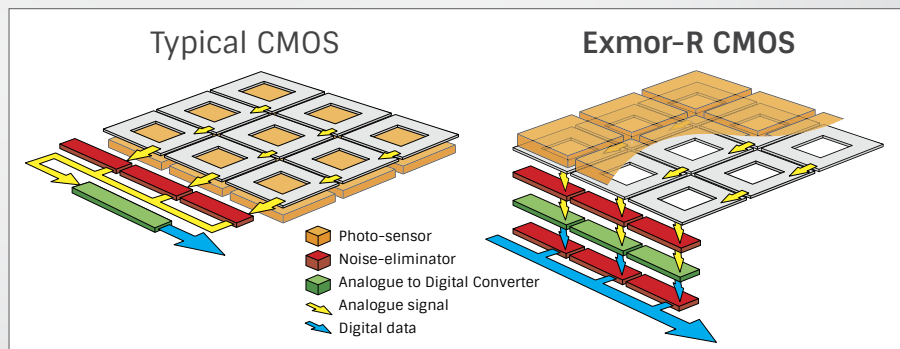 Typical CMOS
Exmor-R CMOS
Photo-sensor
Noise-eliminator
Analogue to Digital Converter
Analogue signal
Digital data